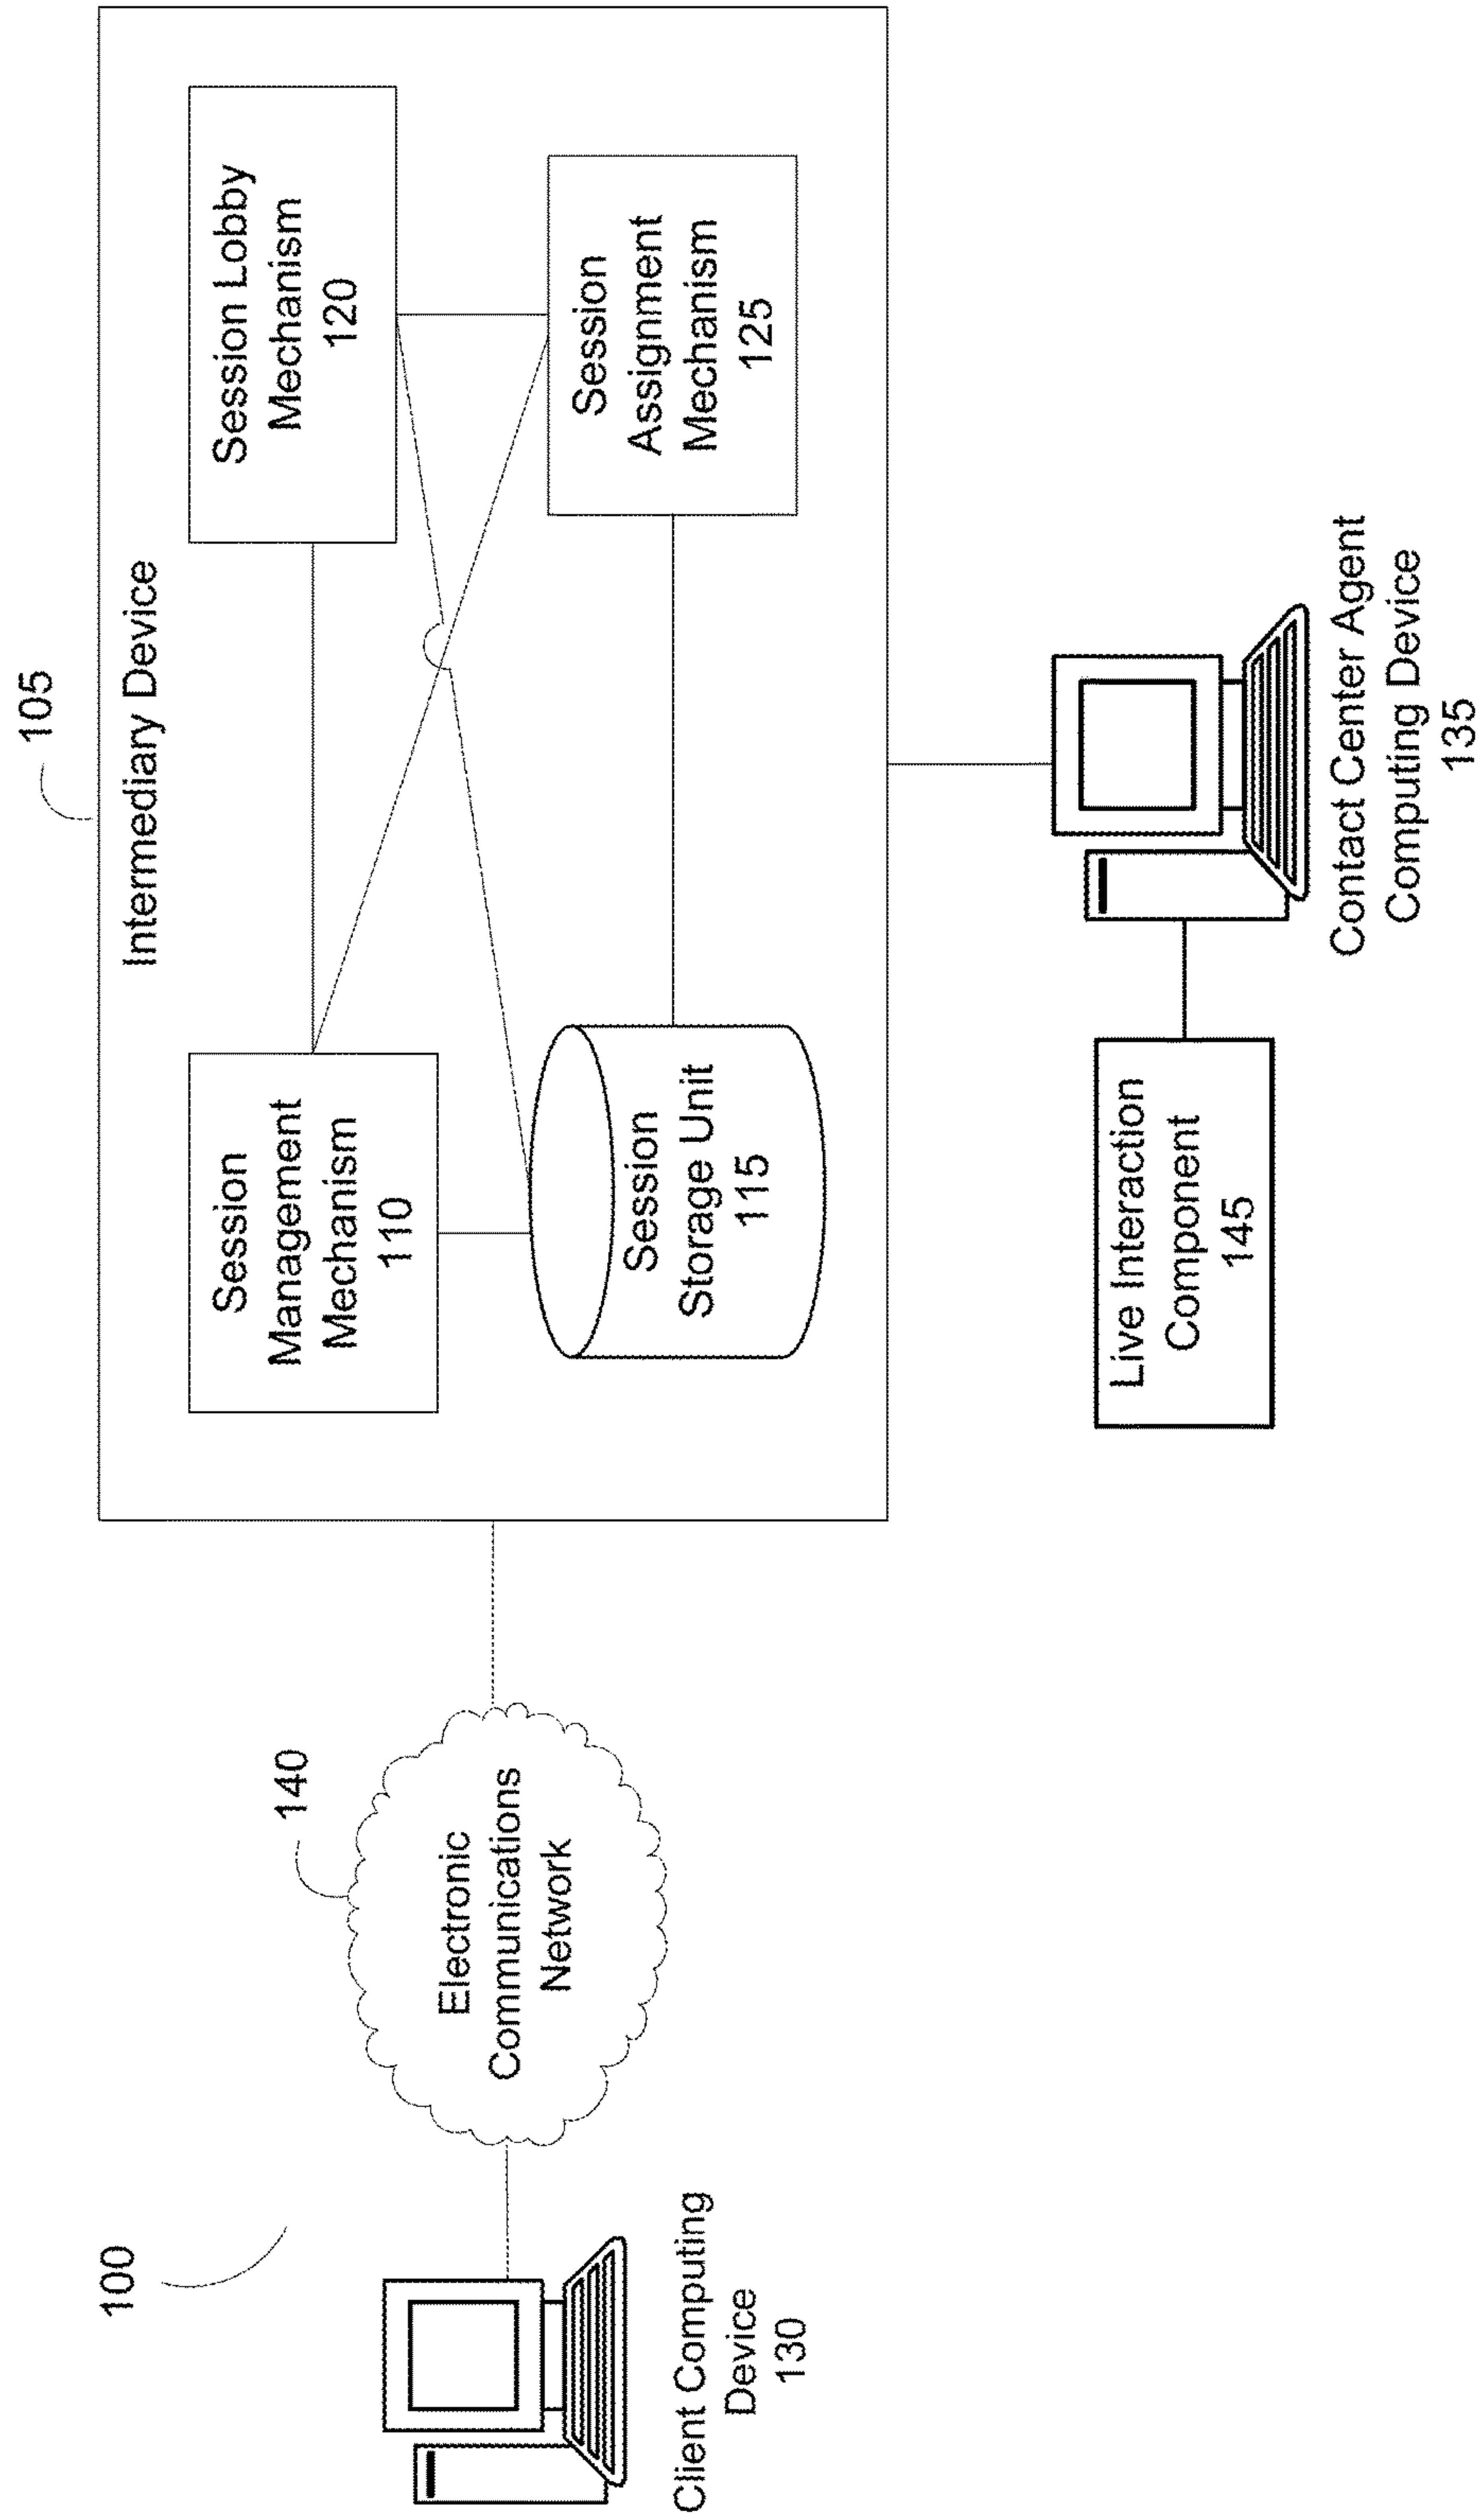 100
Client Computing
Device
130
140
Electronic
Communications
Network
105
Intermediary Device
Session
Management
Mechanism
110
Session Lobby
Mechanism
120
Session
Storage Unit
115
Session
Assignment
Mechanism
125
Live Interaction
Component
145
Contact Center Agent
Computing Device
135